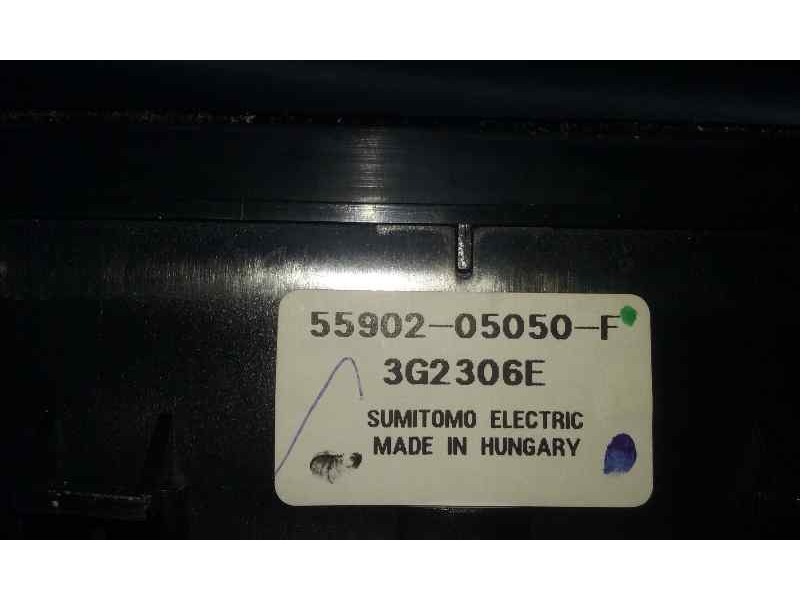 55902-05050-F
3G2306E
SUMITOMO ELECTRIC
MADE IN HUNGARY